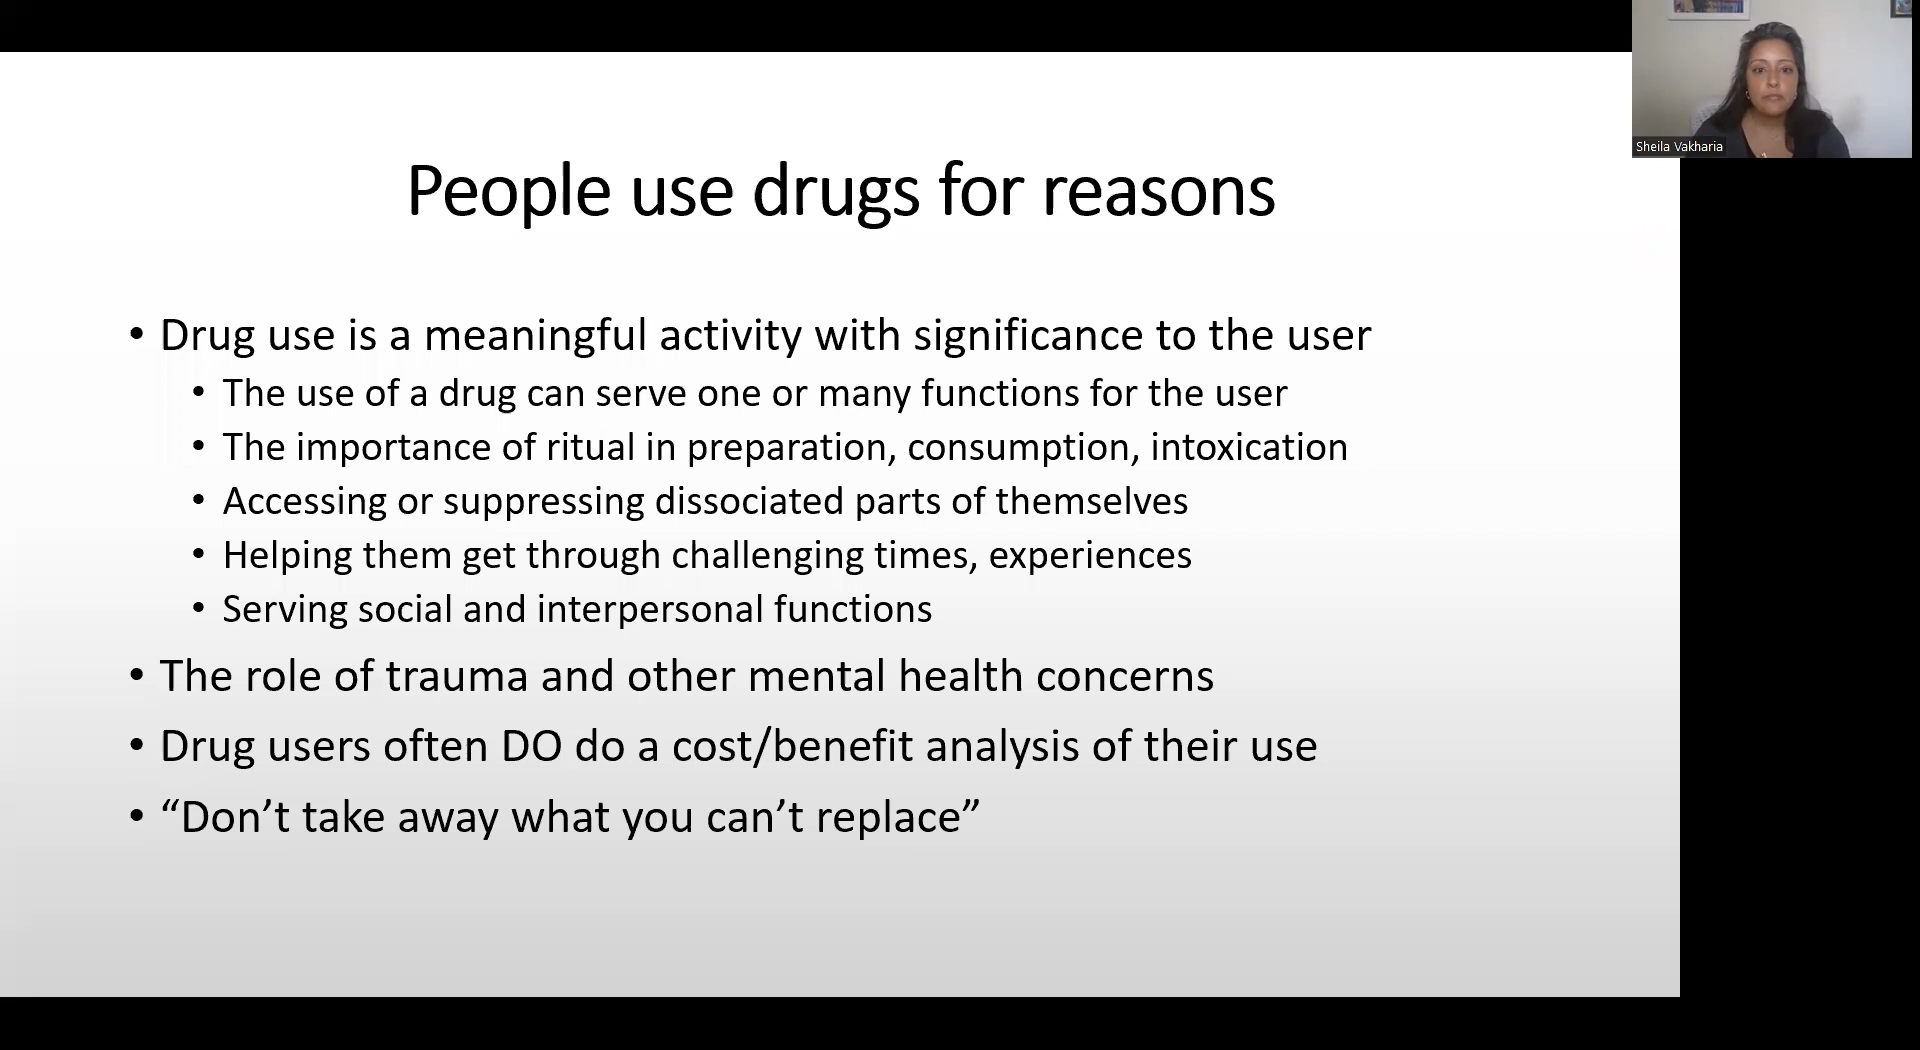 Sheila Vakharia
People use drugs for reasons
• Drug use is a meaningful activity with significance to the user
• The use of a drug can serve one or many functions for the user
• The importance of ritual in preparation, consumption, intoxication
• Accessing or suppressing dissociated parts of themselves
• Helping them get through challenging times, experiences
• Serving social and interpersonal functions
• The role of trauma and other mental health concerns
• Drug users often DO do a cost/benefit analysis of their use
• “Don’t take away what you can’t replace”